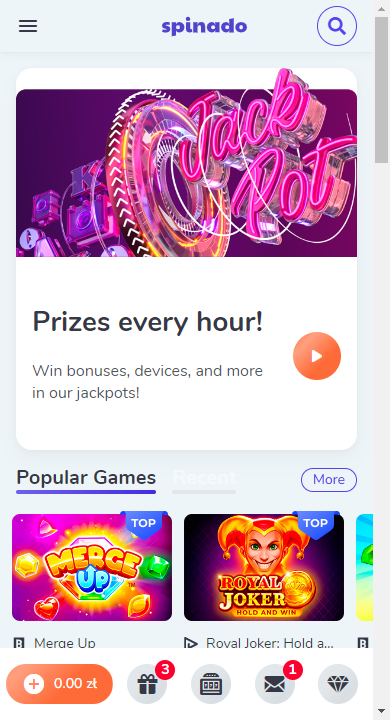 spinado
Jack
Pot
Prizes every hour!
Win bonuses, devices, and more
in our jackpots!
Popular Games
Recent
More
TOP
TOP
MERGE
UP
ROYAL
JOKER
HOLD AND WIN
Merge Up
Royal Joker: Hold a...
0.00 zł
3
1